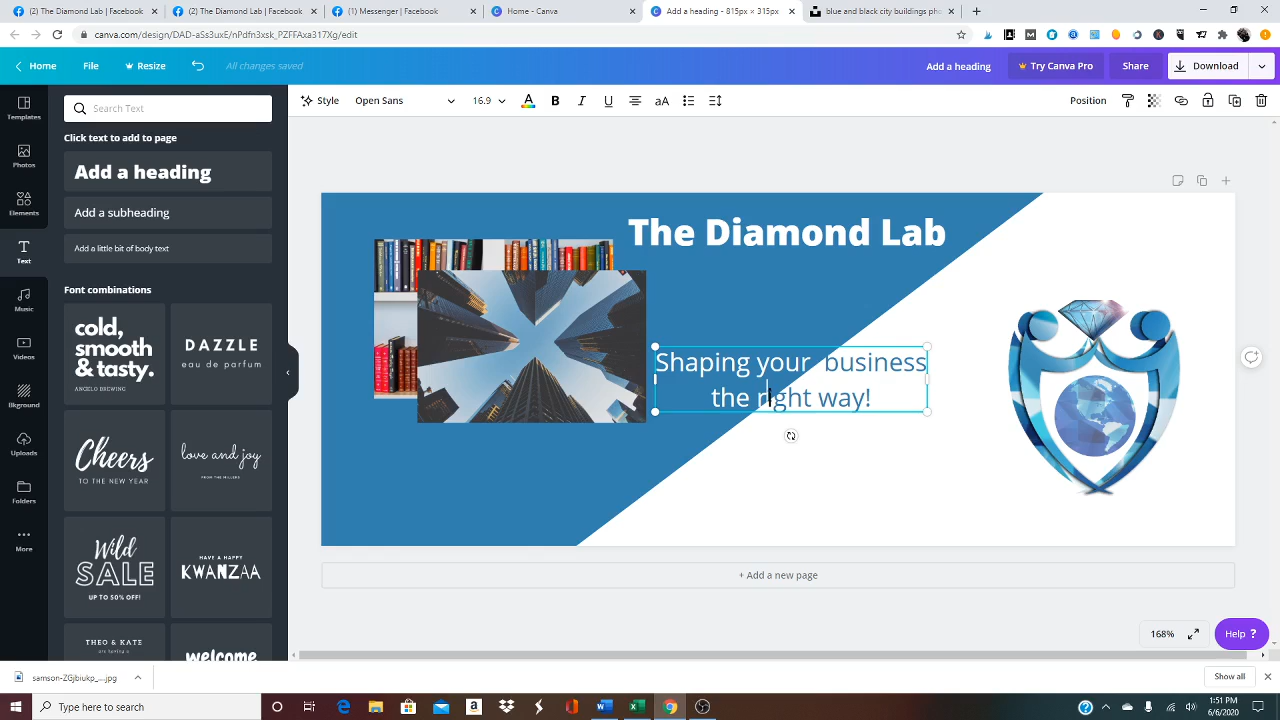 (2) The Diamond Lab | Facebook
(2) The Diamond Lab | Facebook
(1) Messenger | Facebook
Home - Canva
Add a heading - 815px × 315px
blue and black city buildings pho
canva.com/design/DAD-aSs3uxE/nPdfn3xsk_PZFFAxa317Xg/edit
Home
File
Resize
All changes saved
Add a heading
Try Canva Pro
Share
Download
Templates
Photos
Elements
Text
Music
Videos
Bkground
Uploads
Folders
More
Search Text
Click text to add to page
Add a heading
Add a subheading
Add a little bit of body text
Font combinations
cold,
smooth
& tasty.
ANGELO BREWING
DAZZLE
eau de parfum
Cheers
TO THE NEW YEAR
love and joy
Wild
SALE
UP TO 50% OFF!
HAVE A HAPPY
KWANZAA
THEO & KATE
welcome
Style
Open Sans
16.9
A
B
I
U
aA
Position
The Diamond Lab
Shaping your business
the right way!
+ Add a new page
168%
Help ?
samson-ZGjbiukp_-....jpg
Show all
Type here to search
1:51 PM
6/6/2020